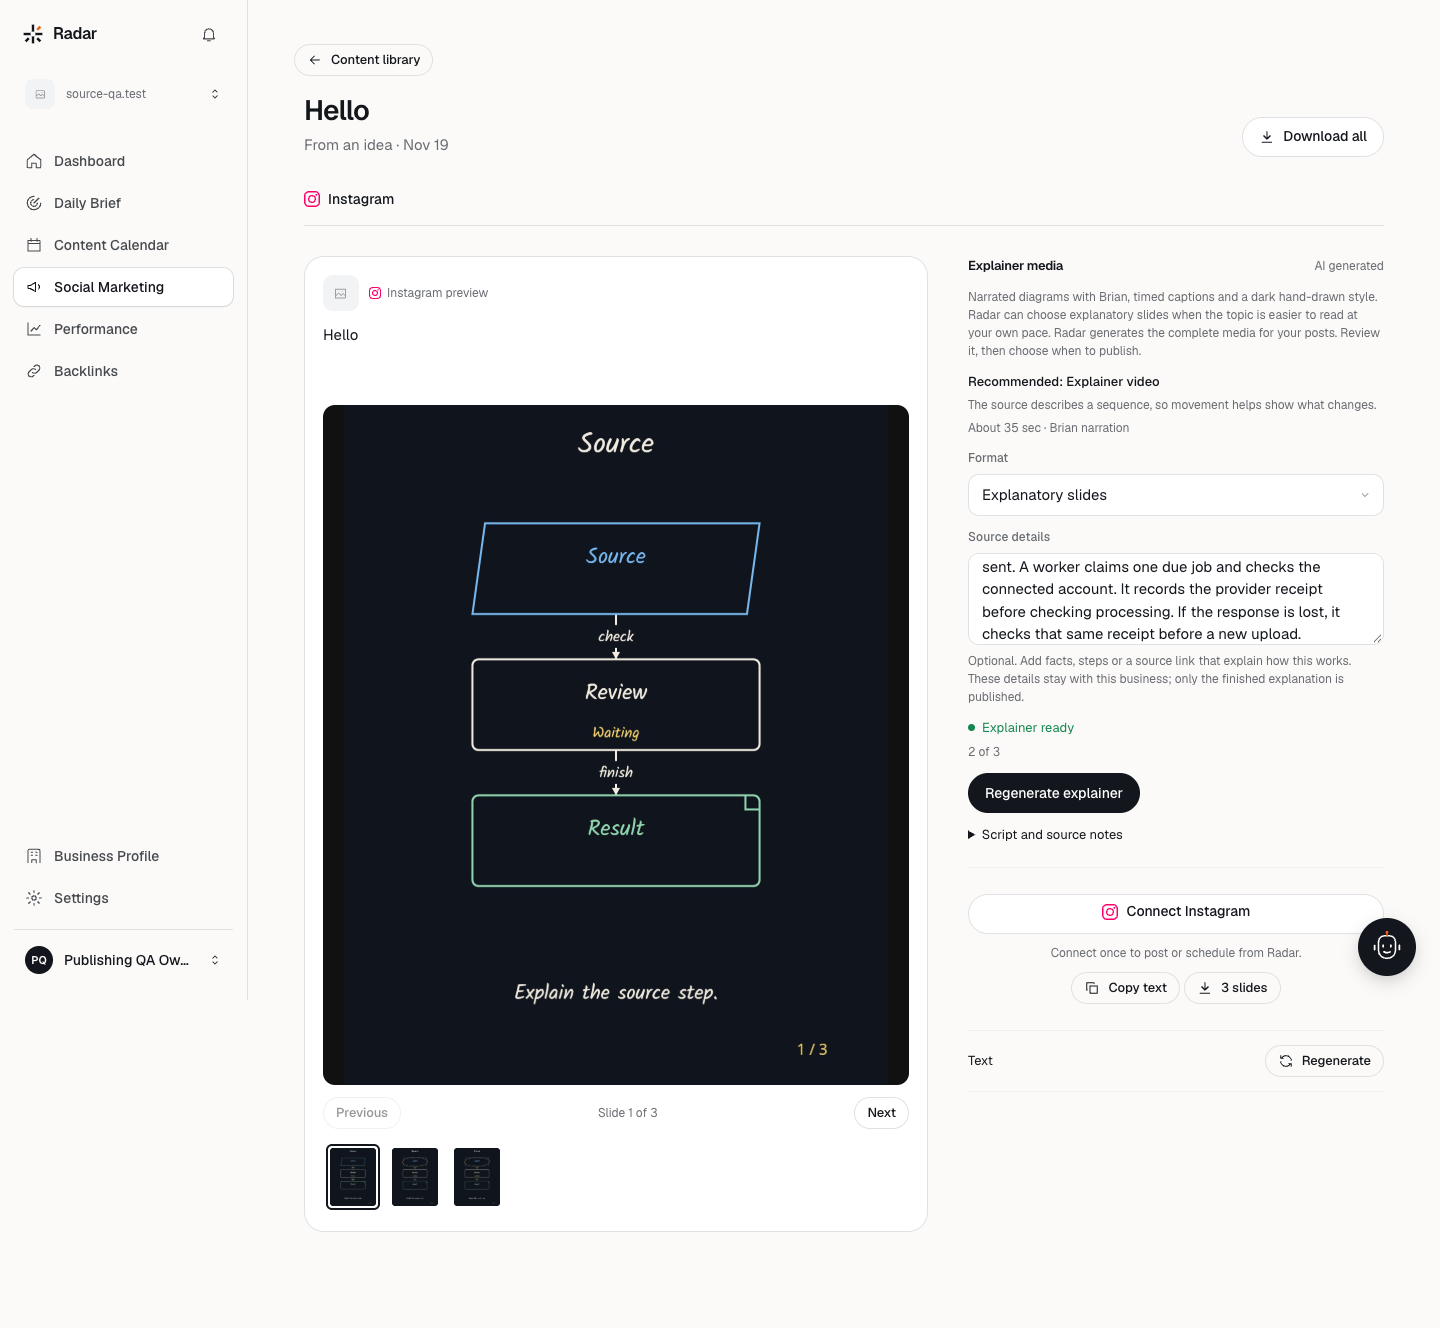 Radar
source-qa.test
Dashboard
Daily Brief
Content Calendar
Social Marketing
Performance
Backlinks
Business Profile
Settings
PQ
Publishing QA Ow...
Content library
Hello
From an idea · Nov 19
Download all
Instagram
Instagram preview
Hello
Source
Source
check
Review
Waiting
finish
Result
Explain the source step.
1 / 3
Previous
Slide 1 of 3
Next
Explainer media
AI generated
Narrated diagrams with Brian, timed captions and a dark hand-drawn style.
Radar can choose explanatory slides when the topic is easier to read at
your own pace. Radar generates the complete media for your posts. Review
it, then choose when to publish.
Recommended: Explainer video
The source describes a sequence, so movement helps show what changes.
About 35 sec · Brian narration
Format
Explanatory slides
Source details
sent. A worker claims one due job and checks the
connected account. It records the provider receipt
before checking processing. If the response is lost, it
checks that same receipt before a new upload.
Optional. Add facts, steps or a source link that explain how this works.
These details stay with this business; only the finished explanation is
published.
Explainer ready
2 of 3
Regenerate explainer
Script and source notes
Connect Instagram
Connect once to post or schedule from Radar.
Copy text
3 slides
Text
Regenerate